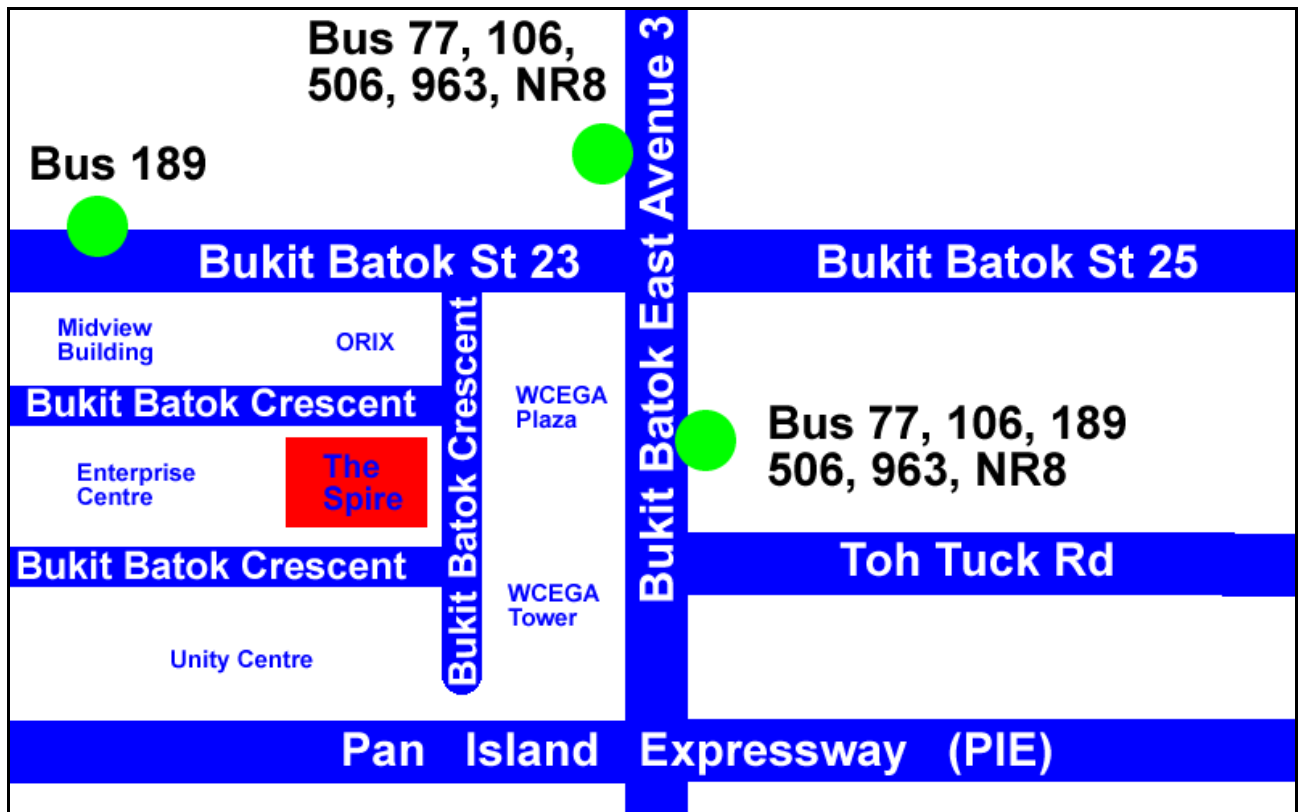 Bus 77, 106,
506, 963, NR8
Bus 189
Bukit Batok East Avenue 3
Bukit Batok St 23
Bukit Batok St 25
Midview
Building
ORIX
Bukit Batok Crescent
WCEGA
Plaza
Bukit Batok Crescent
Bus 77, 106, 189
506, 963, NR8
Enterprise
Centre
The
Spire
Bukit Batok Crescent
Toh Tuck Rd
WCEGA
Tower
Unity Centre
Pan Island Expressway (PIE)